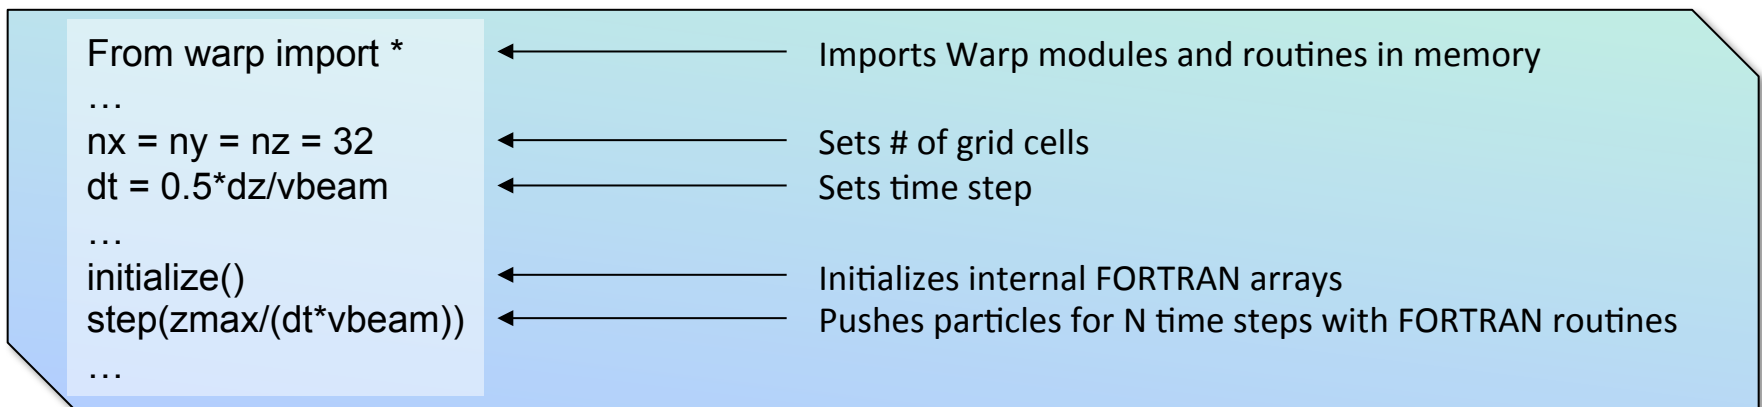 From warp import * Imports Warp modules and routines in memory
…
nx = ny = nz = 32 Sets # of grid cells
dt = 0.5*dz/vbeam Sets time step
…
initialize() Initializes internal FORTRAN arrays
step(zmax/(dt*vbeam)) Pushes particles for N time steps with FORTRAN routines
…